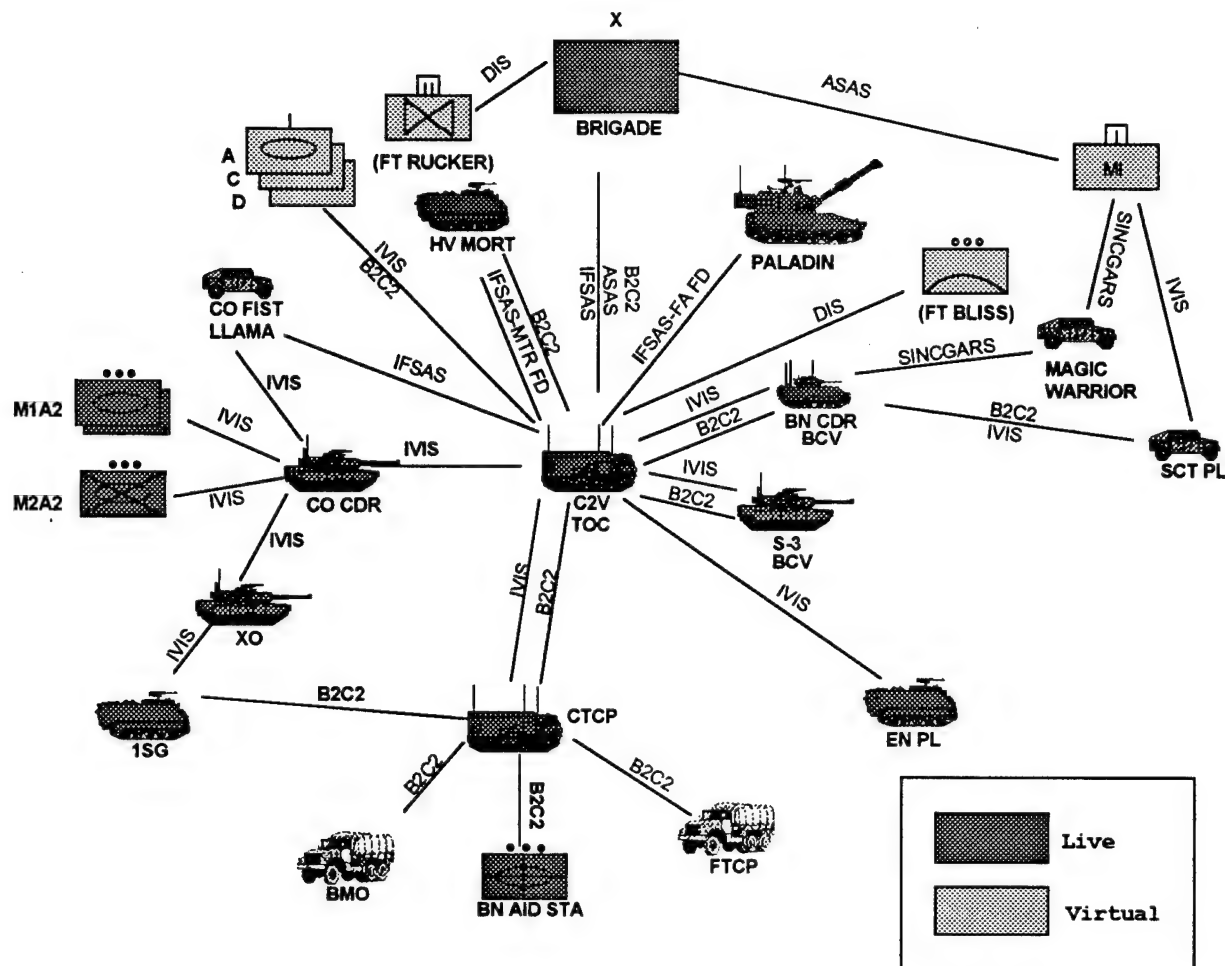 X
DIS
ASAS
BRIGADE
(FT RUCKER)
A
C
D
MI
HV MORT
PALADIN
IVIS
B2C2
IFSAS-MTR FD
B2C2
B2C2
ASAS
IFSAS
IFSAS-FA FD
DIS
(FT BLISS)
SINCGARS
IVIS
CO FIST
LLAMA
IFSAS
IVIS
SINCGARS
MAGIC
WARRIOR
M1A2
IVIS
IVIS
B2C2
BN CDR
BCV
B2C2
IVIS
SCT PL
M2A2
IVIS
CO CDR
IVIS
C2V
TOC
IVIS
B2C2
S-3
BCV
IVIS
XO
IVIS
B2C2
IVIS
IVIS
1SG
B2C2
CTCP
EN PL
B2C2
B2C2
B2C2
BMO
BN AID STA
FTCP
Live
Virtual